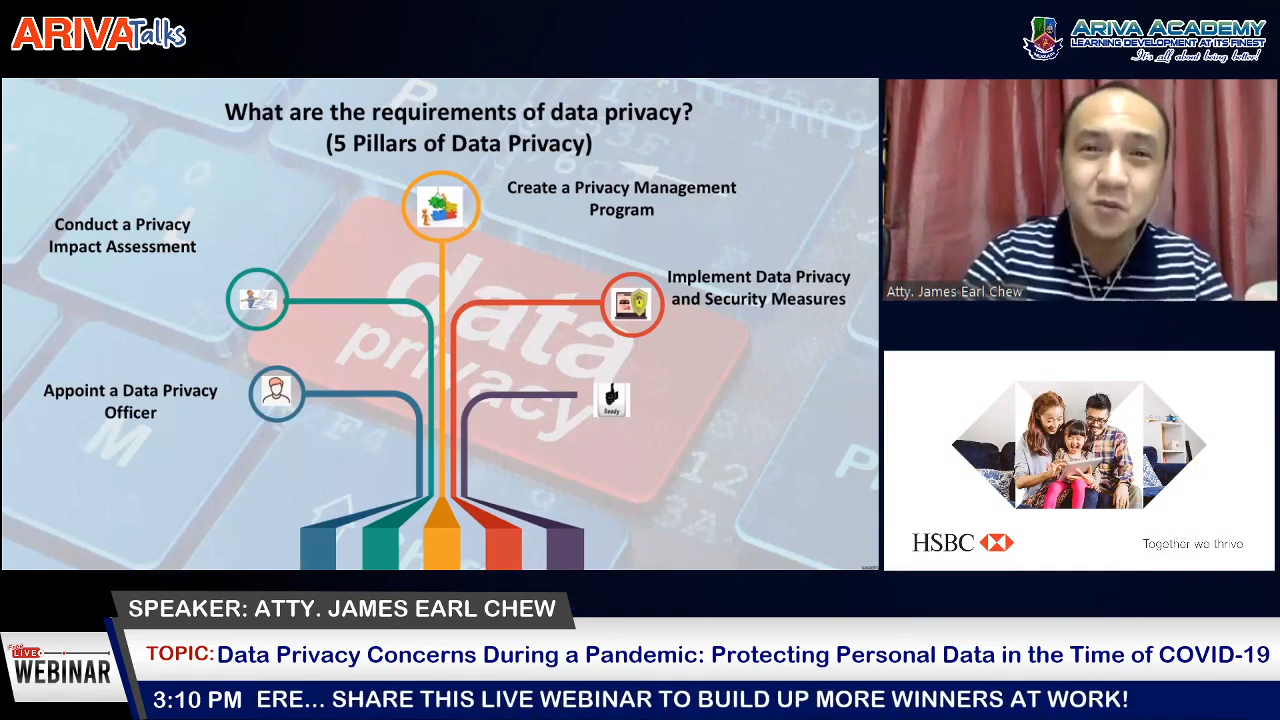 ARIVATalks
ARIVA ACADEMY
LEARNING DEVELOPMENT AT ITS FINEST
It's all about being better!
What are the requirements of data privacy?
(5 Pillars of Data Privacy)
Create a Privacy Management
Program
Conduct a Privacy
Impact Assessment
Implement Data Privacy
and Security Measures
Appoint a Data Privacy
Officer
Ready
data
privacy
Atty. James Earl Chew
HSBC
Together we thrive
SPEAKER: ATTY. JAMES EARL CHEW
Free
LIVE
WEBINAR
TOPIC: Data Privacy Concerns During a Pandemic: Protecting Personal Data in the Time of COVID-19
3:10 PM ERE... SHARE THIS LIVE WEBINAR TO BUILD UP MORE WINNERS AT WORK!